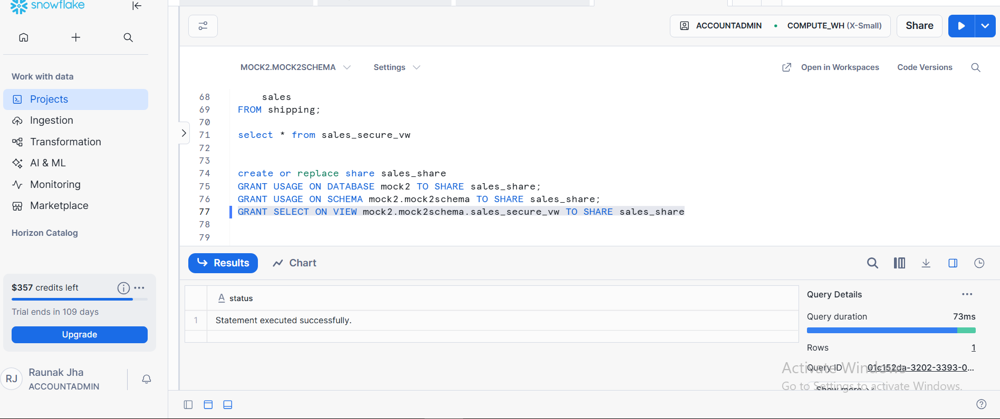 snowflake
Work with data
Projects
Ingestion
Transformation
AI & ML
Monitoring
Marketplace
Horizon Catalog
$357 credits left
Trial ends in 109 days
Upgrade
RJ
Raunak Jha
ACCOUNTADMIN
ACCOUNTADMIN • COMPUTE_WH (X-Small)
Share
MOCK2.MOCK2SCHEMA
Settings
Open in Workspaces
Code Versions
68 sales
69 FROM shipping;
70
71 select * from sales_secure_vw
72
73
74 create or replace share sales_share
75 GRANT USAGE ON DATABASE mock2 TO SHARE sales_share;
76 GRANT USAGE ON SCHEMA mock2.mock2schema TO SHARE sales_share;
77 GRANT SELECT ON VIEW mock2.mock2schema.sales_secure_vw TO SHARE sales_share
78
79
Results
Chart
A status
1 Statement executed successfully.
Query Details
Query duration 73ms
Rows 1
Query ID 01c152da-3202-3393-0...
Show more
Activate Windows
Go to Settings to activate Windows.